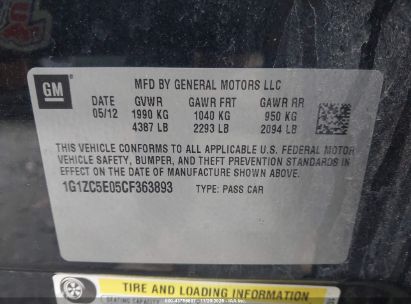 GM
MFD BY GENERAL MOTORS LLC
DATE GVWR GAWR FRT GAWR RR
05/12 1990 KG 1040 KG 950 KG
4387 LB 2293 LB 2094 LB
THIS VEHICLE CONFORMS TO ALL APPLICABLE U.S. FEDERAL MOTOR
VEHICLE SAFETY, BUMPER, AND THEFT PREVENTION STANDARDS IN
EFFECT ON THE DATE OF MANUFACTURE SHOWN ABOVE.
1G1ZC5E05CF363893 TYPE: PASS CAR
TIRE AND LOADING INFORMATION
SEATING CAPACITY